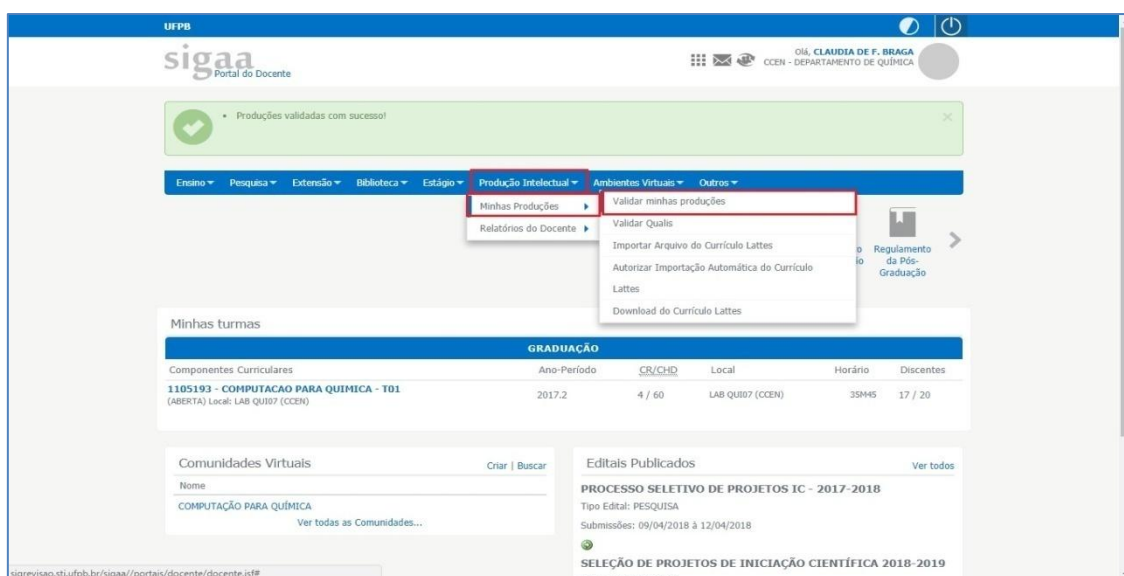 UFPB
sigaa
Portal do Docente
Olá, CLAUDIA DE F. BRAGA
CCEN - DEPARTAMENTO DE QUÍMICA
• Produções validadas com sucesso!
Ensino Pesquisa Extensão Biblioteca Estágio Produção Intelectual Ambientes Virtuais Outros
Minhas Produções
Relatórios do Docente
Validar minhas produções
Validar Qualis
Importar Arquivo do Currículo Lattes
Autorizar Importação Automática do Currículo
Lattes
Download do Currículo Lattes
Regulamento
da Pós-
Graduação
Minhas turmas
GRADUAÇÃO
Componentes Curriculares Ano-Período CR/CHD Local Horário Discentes
1105193 - COMPUTACAO PARA QUIMICA - T01
(ABERTA) Local: LAB QUI07 (CCEN)
2017.2 4 / 60 LAB QUI07 (CCEN) 35M45 17 / 20
Comunidades Virtuais
Criar | Buscar
Nome
COMPUTAÇÃO PARA QUÍMICA
Ver todas as Comunidades...
Editais Publicados
Ver todos
PROCESSO SELETIVO DE PROJETOS IC - 2017-2018
Tipo Edital: PESQUISA
Submissões: 09/04/2018 à 12/04/2018
SELEÇÃO DE PROJETOS DE INICIAÇÃO CIENTÍFICA 2018-2019
sigrevisao.sti.ufpb.br/sigaa//portais/docente/docente.jsf#